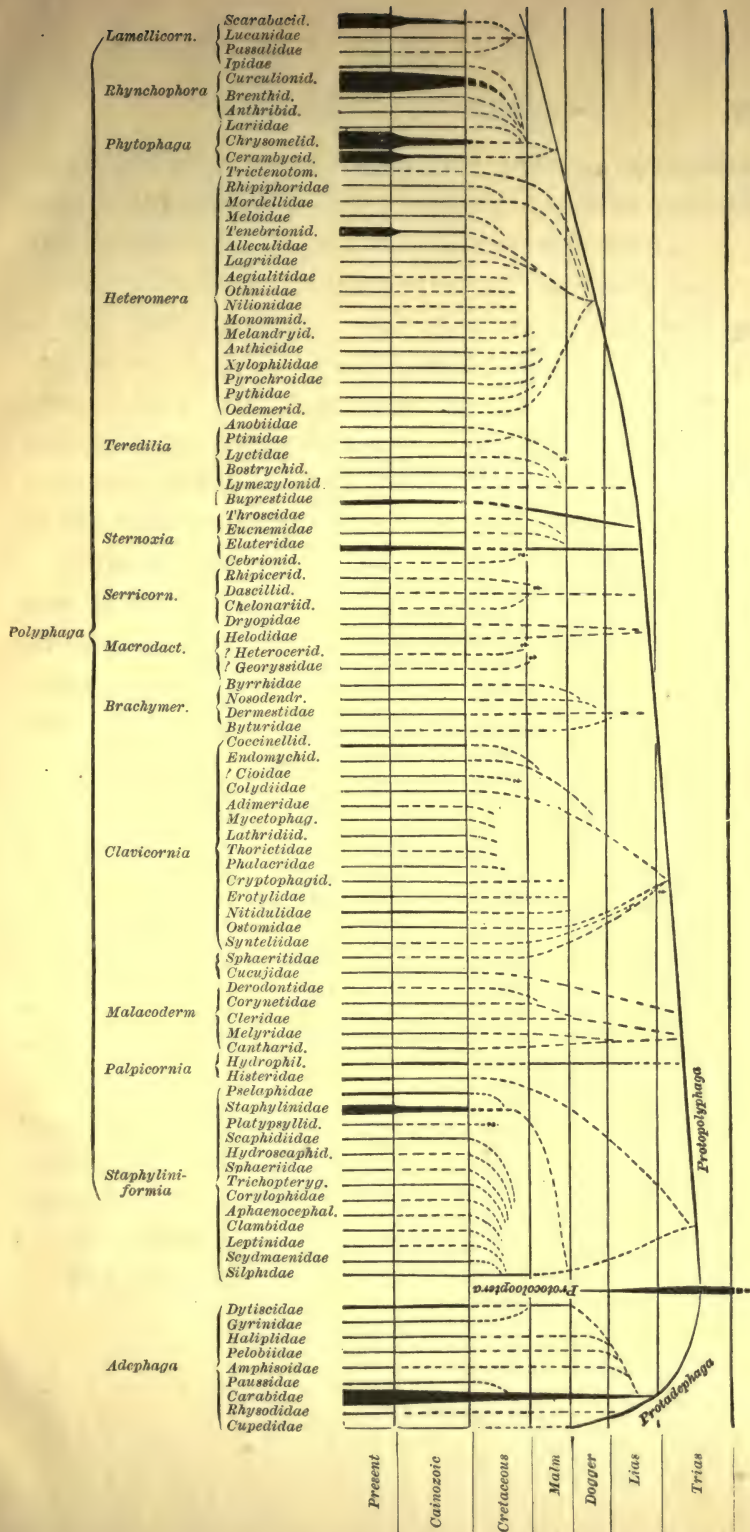 Polyphaga
Lamellicorn.
Scarabacid.
Lucanidae
Passalidae
Ipidae
Rhynchophora
Curculionid.
Brenthid.
Anthribid.
Lariidae
Phytophaga
Chrysomelid.
Cerambycid.
Trictenotom.
Rhipiphoridae
Mordellidae
Meloidae
Tenebrionid.
Alleculidae
Lagriidae
Aegialitidae
Othniidae
Heteromera
Nilionidae
Monommid.
Melandryid.
Anthicidae
Xylophilidae
Pyrochroidae
Pythidae
Oedemerid.
Anobiidae
Teredilia
Ptinidae
Lyctidae
Bostrychid.
Lymexylonid
Buprestidae
Throscidae
Sternoxia
Eucnemidae
Elateridae
Cebrionid.
Rhipicerid.
Serricorn.
Dascillid.
Chelonariid.
Dryopidae
Macrodact.
Helodidae
? Heterocerid.
? Georyssidae
Byrrhidae
Brachymer.
Nosodendr.
Dermestidae
Byturidae
Coccinellid.
Endomychid.
? Cioidae
Colydiidae
Adimeridae
Mycetophag.
Lathridiid.
Clavicornia
Thorictidae
Phalacridae
Cryptophagid.
Erotylidae
Nitidulidae
Ostomidae
Synteliidae
Sphaeritidae
Cucujidae
Derodontidae
Malacoderm
Corynetidae
Cleridae
Melyridae
Cantharid.
Palpicornia
Hydrophil.
Histeridae
Pselaphidae
Staphylinidae
Platypsyllid.
Scaphidiidae
Hydroscaphid.
Staphylini-
formia
Sphaeriidae
Trichopteryg.
Corylophidae
Aphaenocephal.
Clambidae
Leptinidae
Scydmaenidae
Silphidae
Protopolyphaga
Protocoleoptera
Adephaga
Dytiscidae
Gyrinidae
Haliplidae
Pelobiidae
Amphisoidae
Paussidae
Carabidae
Rhysodidae
Cupedidae
Protadephaga
Present
Cainozoic
Cretaceous
Malm
Dogger
Lias
Trias